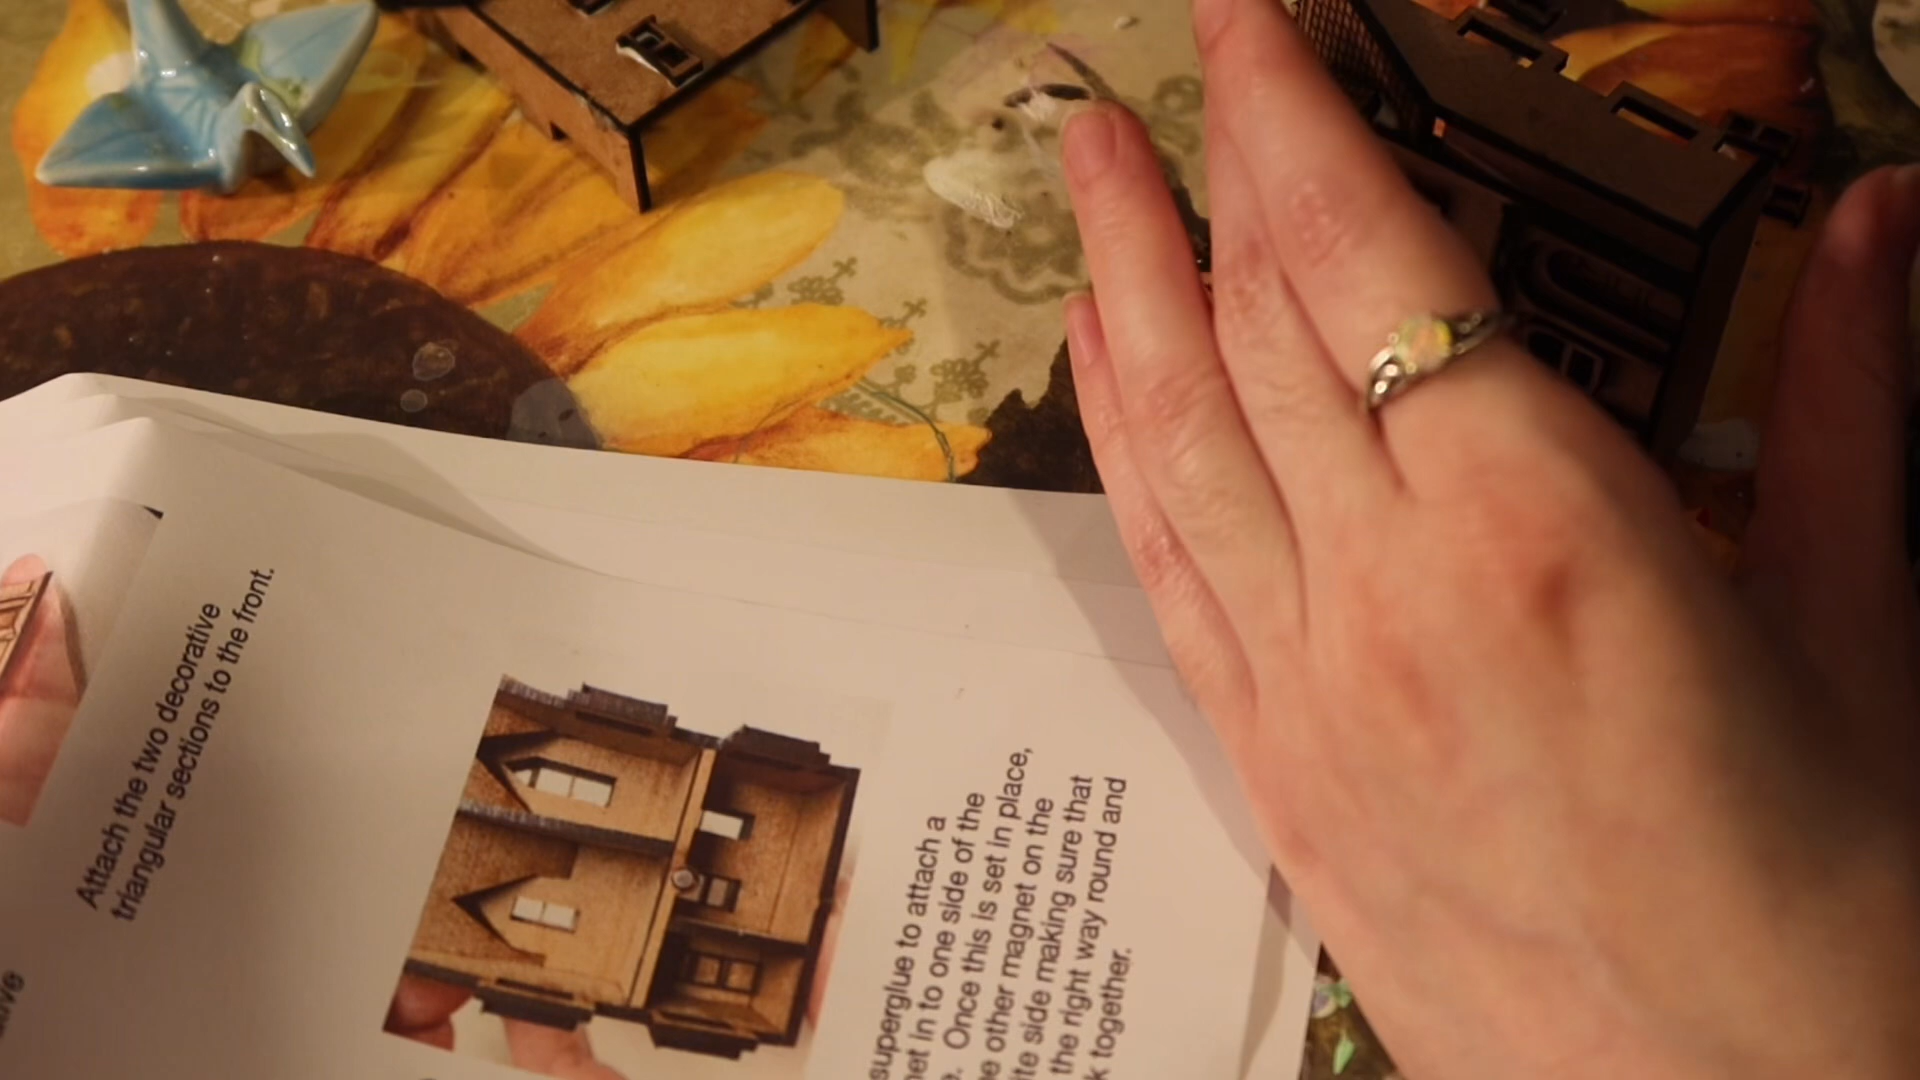 Attach the two decorative
triangular sections to the front.
superglue to attach a
in to one side of the
Once this is set in place,
other magnet on the
side making sure that
the right way round and
together.